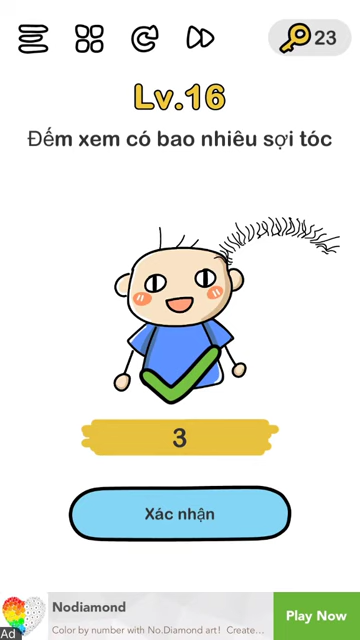 23
Lv.16
Đếm xem có bao nhiêu sợi tóc
3
Xác nhận
Nodiamond
Color by number with No.Diamond art! Create...
Play Now
Ad